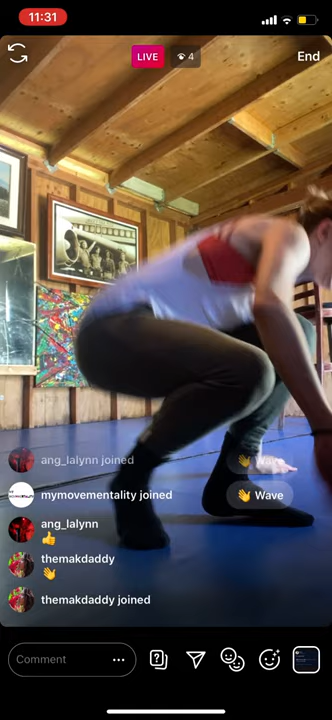 11:31
LIVE
4
End
ang_lalynn joined
Wave
mymovementality joined
Wave
ang_lalynn
themakdaddy
themakdaddy joined
Comment